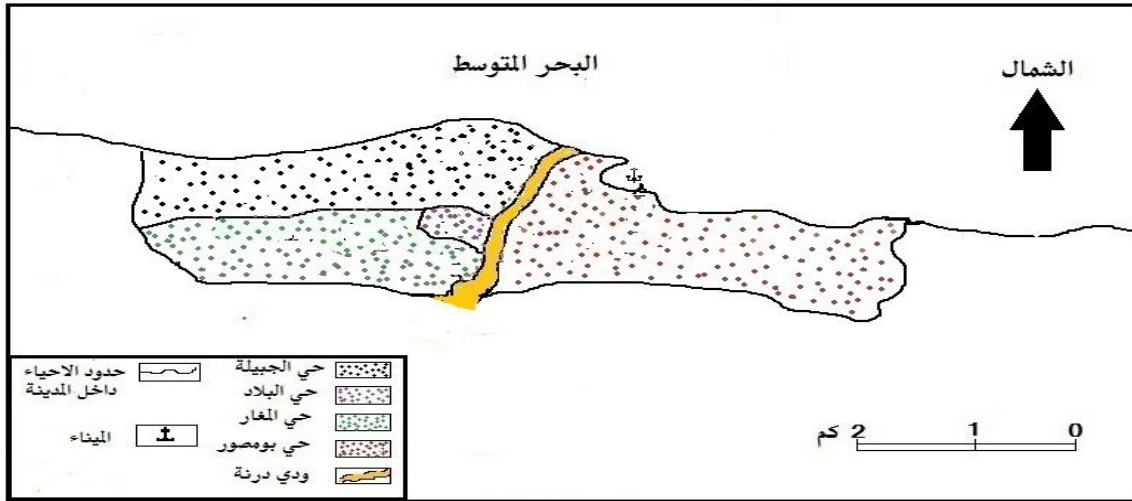 البحر المتوسط
الشمال
حي الجبيلة
حي البلاد
حي المغار
حي بومصور
ودي درنة
حدود الاحياء
داخل المدينة
الميناء
كم 2 1 0